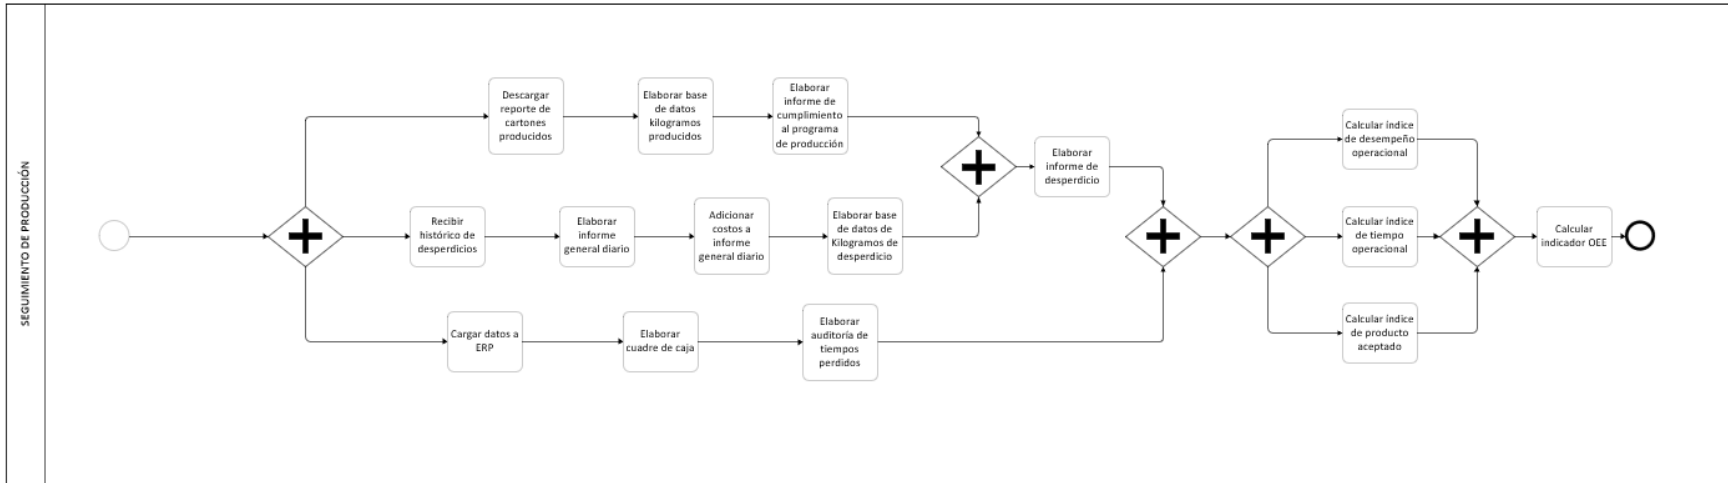 SEGUIMIENTO DE PRODUCCIÓN
Descargar
reporte de
cartones
producidos
Elaborar base
de datos
kilogramos
producidos
Elaborar
informe de
cumplimiento
al programa
de producción
Recibir
histórico de
desperdicios
Elaborar
informe
general diario
Adicionar
costos a
informe
general diario
Elaborar base
de datos de
Kilogramos de
desperdicio
Cargar datos a
ERP
Elaborar
cuadre de caja
Elaborar
auditoría de
tiempos
perdidos
Elaborar
informe de
desperdicio
Calcular índice
de desempeño
operacional
Calcular índice
de tiempo
operacional
Calcular índice
de producto
aceptado
Calcular
indicador OEE